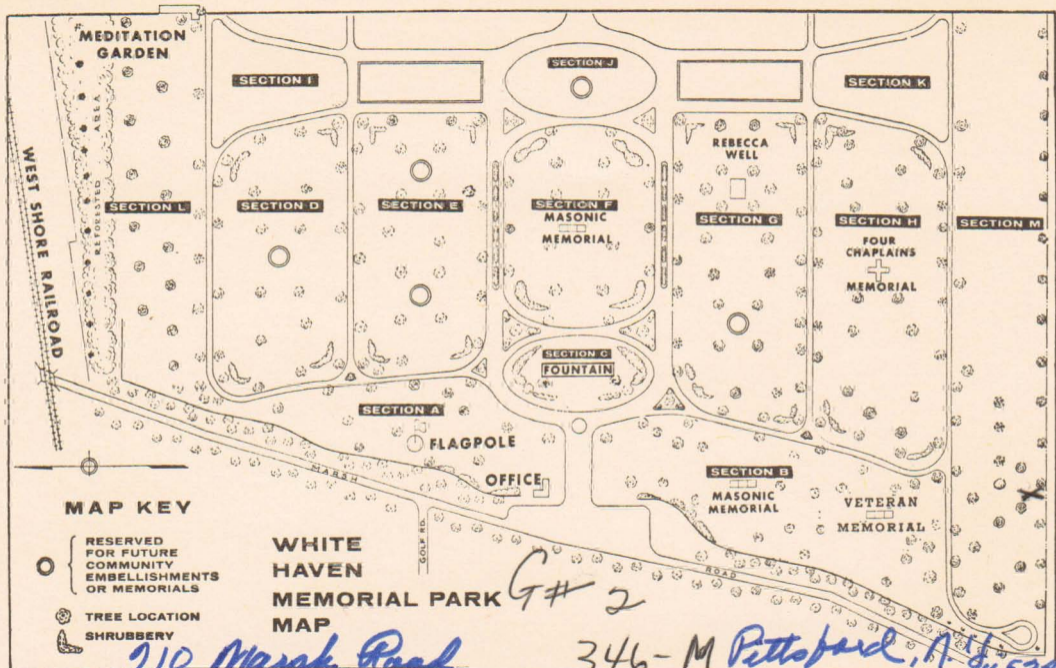 MEDITATION
GARDEN
SECTION I
SECTION J
SECTION K
WEST SHORE RAILROAD
REFORESTED AREA
SECTION L
SECTION D
SECTION E
SECTION F
MASONIC
MEMORIAL
REBECCA
WELL
SECTION G
SECTION H
FOUR
CHAPLAINS
MEMORIAL
SECTION M
SECTION C
FOUNTAIN
SECTION A
FLAGPOLE
OFFICE
MARSH ROAD
GOLF RD.
SECTION B
MASONIC
MEMORIAL
VETERAN
MEMORIAL
X
MAP KEY
RESERVED
FOR FUTURE
COMMUNITY
EMBELLISHMENTS
OR MEMORIALS
TREE LOCATION
SHRUBBERY
WHITE
HAVEN
MEMORIAL PARK
MAP
G# 2
210 Marsh Road
346-M Pittsford, N.Y.